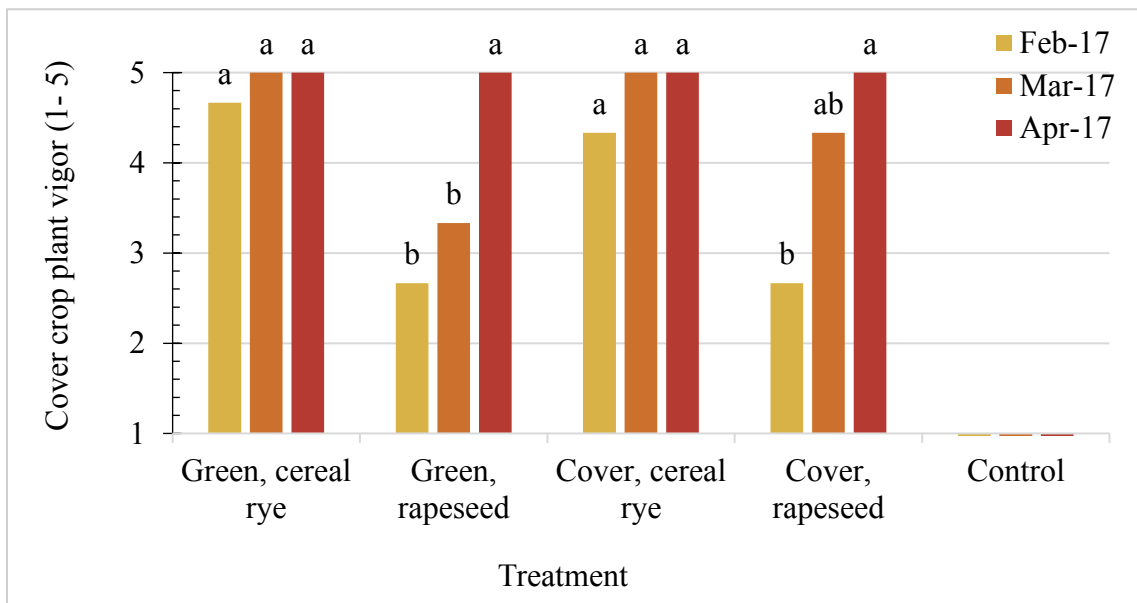 Cover crop plant vigor (1- 5)
5
4
3
2
1
a
a
a
b
b
a
a
a
a
b
ab
a
Feb-17
Mar-17
Apr-17
Green, cereal
rye
Green,
rapeseed
Cover, cereal
rye
Cover,
rapeseed
Control
Treatment